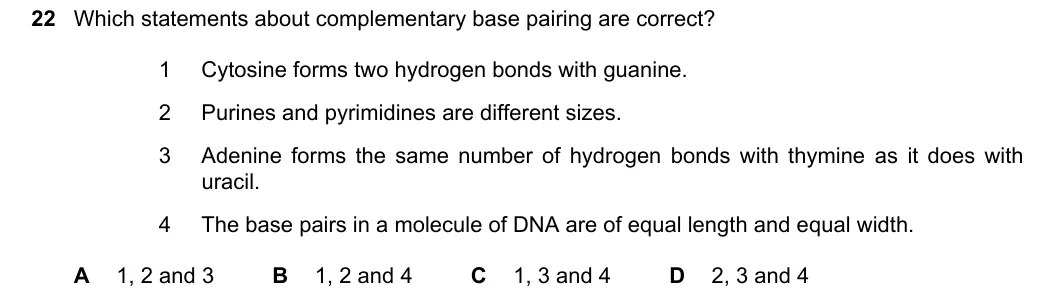 22 Which statements about complementary base pairing are correct?
1 Cytosine forms two hydrogen bonds with guanine.
2 Purines and pyrimidines are different sizes.
3 Adenine forms the same number of hydrogen bonds with thymine as it does with
uracil.
4 The base pairs in a molecule of DNA are of equal length and equal width.
A 1, 2 and 3 B 1, 2 and 4 C 1, 3 and 4 D 2, 3 and 4